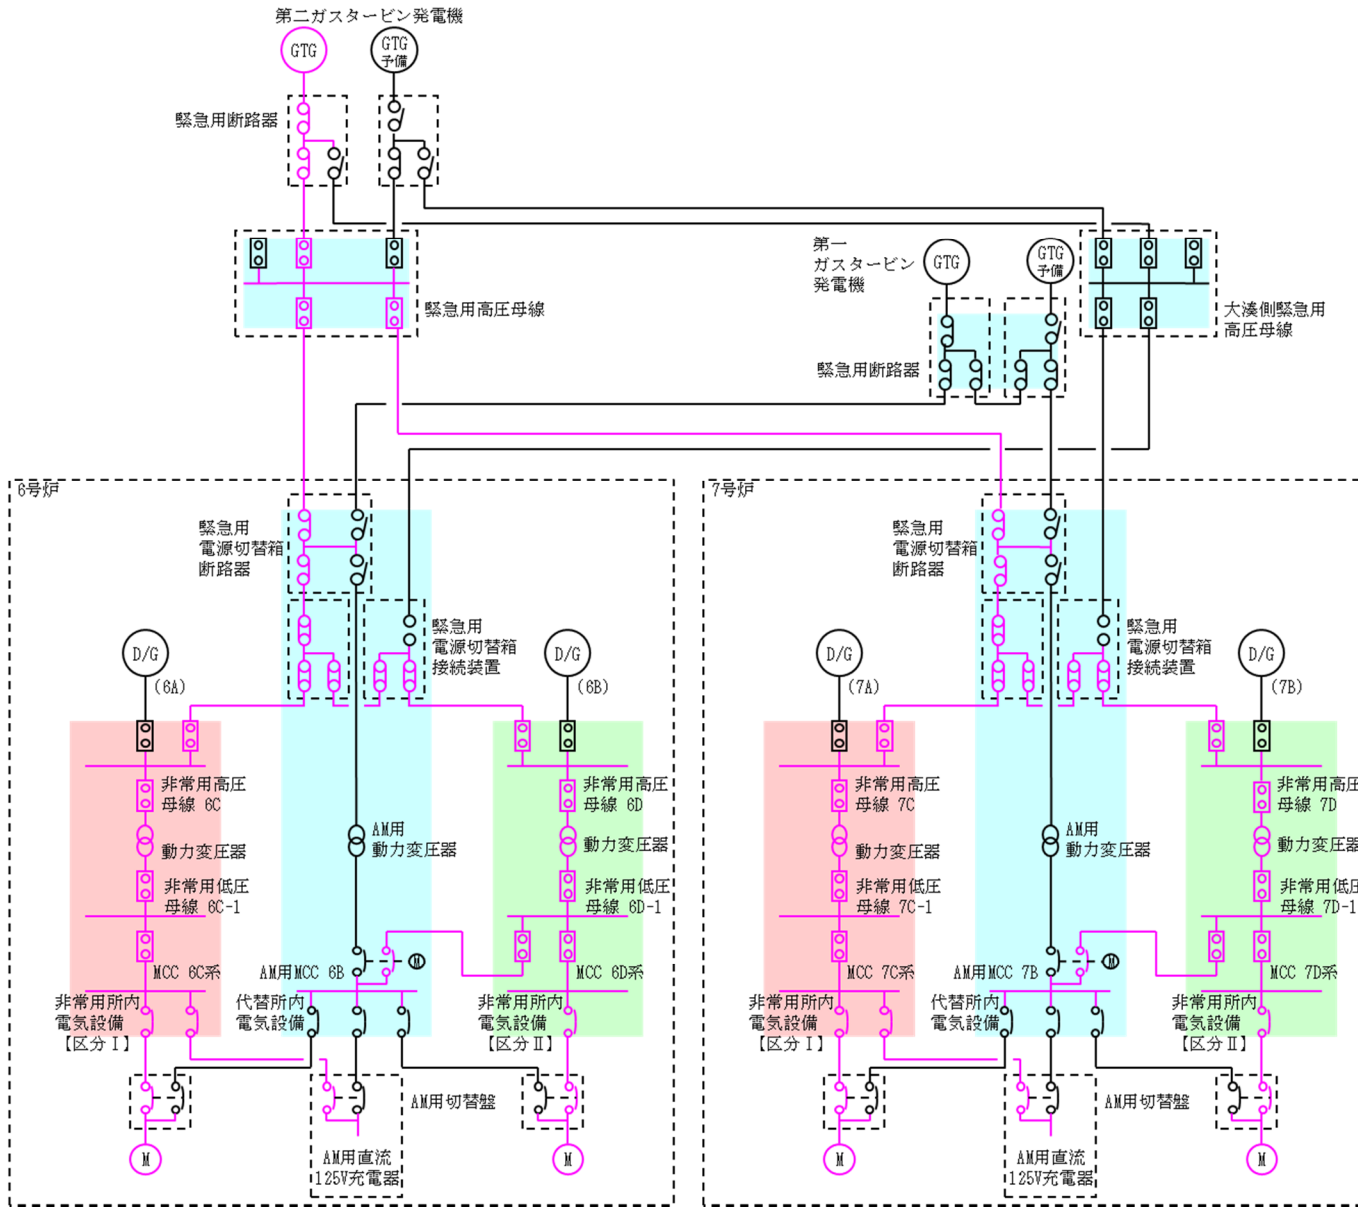 第二ガスタービン発電機
GTG
GTG
予備
緊急用断路器
緊急用高圧母線
第一
ガスタービン
発電機
GTG
GTG
予備
緊急用断路器
大湊側緊急用
高圧母線
6号炉
緊急用
電源切替箱
断路器
緊急用
電源切替箱
接続装置
D/G
(6A)
D/G
(6B)
非常用高圧
母線 6C
動力変圧器
非常用低圧
母線 6C-1
MCC 6C系
非常用所内
電気設備
【区分Ⅰ】
AM用
動力変圧器
AM用MCC 6B
M
代替所内
電気設備
非常用高圧
母線 6D
動力変圧器
非常用低圧
母線 6D-1
MCC 6D系
非常用所内
電気設備
【区分Ⅱ】
AM用切替盤
M
AM用直流
125V充電器
M
7号炉
緊急用
電源切替箱
断路器
緊急用
電源切替箱
接続装置
D/G
(7A)
D/G
(7B)
非常用高圧
母線 7C
動力変圧器
非常用低圧
母線 7C-1
MCC 7C系
非常用所内
電気設備
【区分Ⅰ】
AM用
動力変圧器
AM用MCC 7B
M
代替所内
電気設備
非常用高圧
母線 7D
動力変圧器
非常用低圧
母線 7D-1
MCC 7D系
非常用所内
電気設備
【区分Ⅱ】
AM用切替盤
M
AM用直流
125V充電器
M